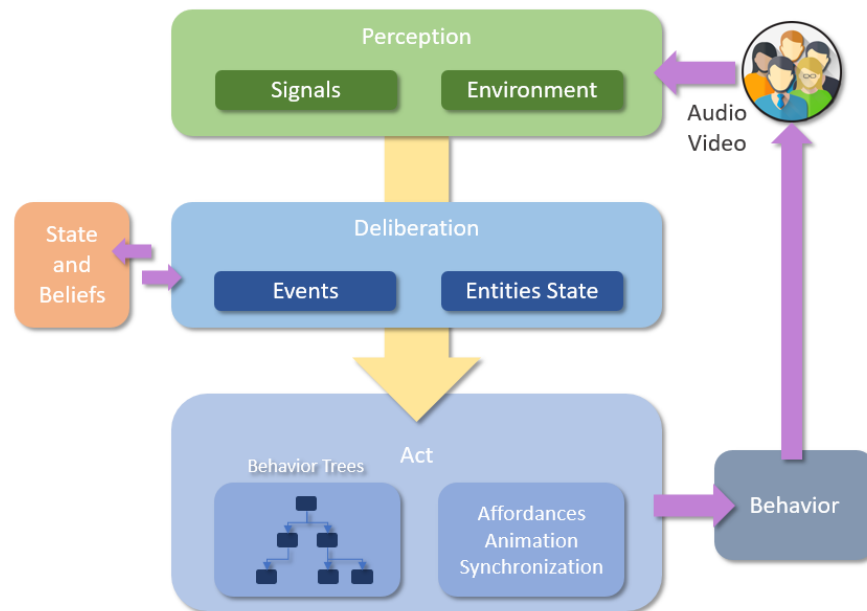 Perception
Signals
Environment
Audio
Video
State
and
Beliefs
Deliberation
Events
Entities State
Act
Behavior Trees
Affordances
Animation
Synchronization
Behavior